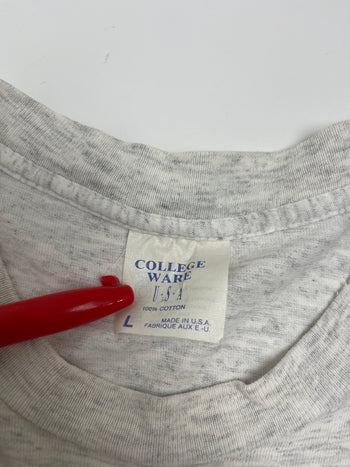 COLLEGE
WARE
U·S·A
100% COTTON
L MADE IN U.S.A.
FABRIQUE AUX E.-U.